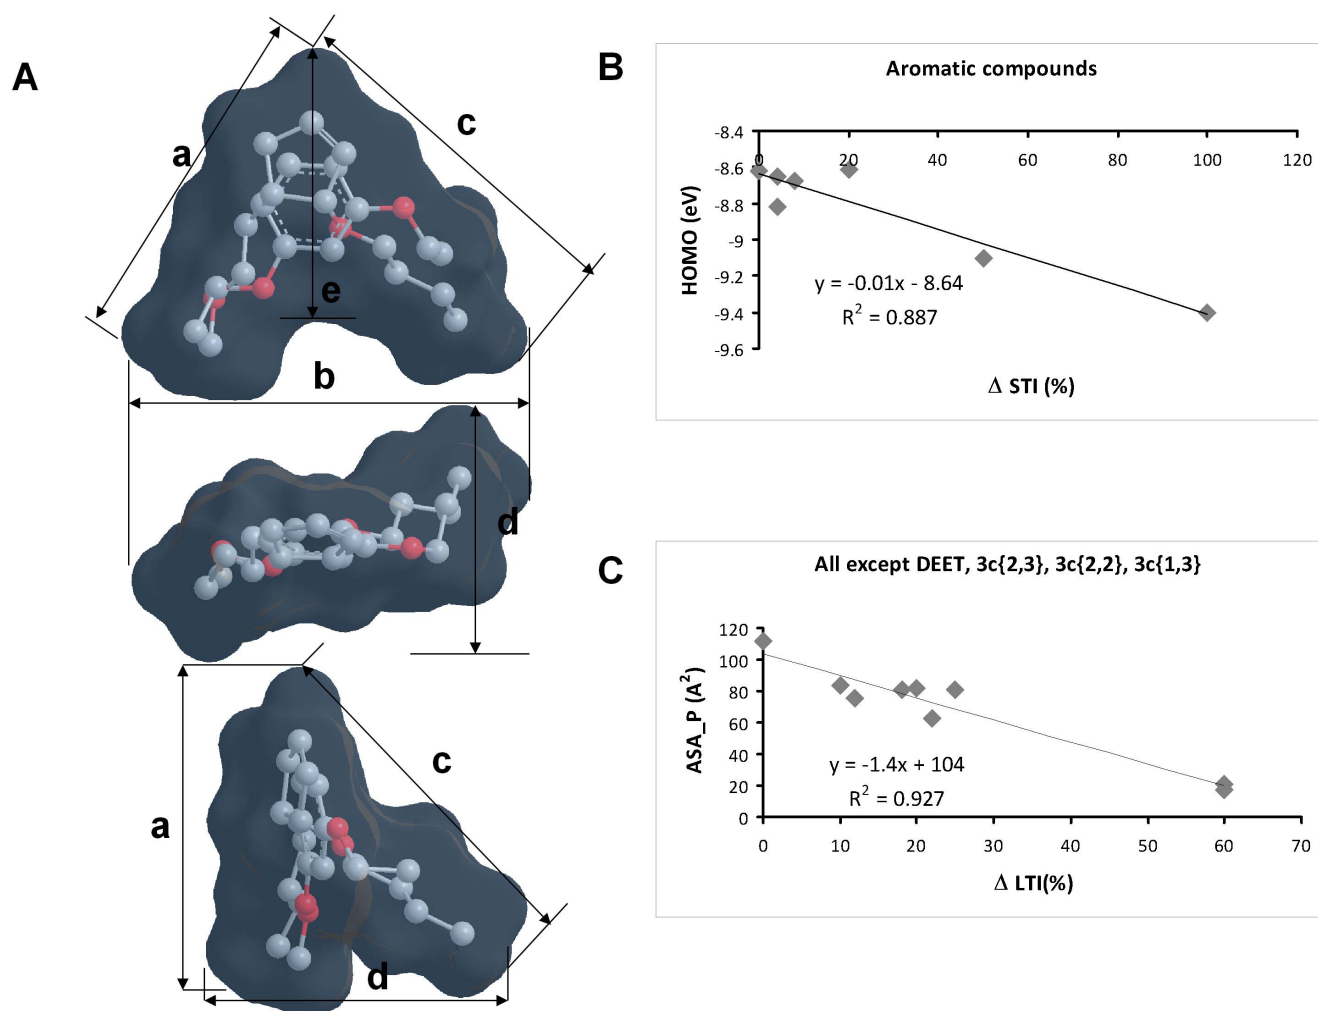 A
a
c
e
b
d
a
c
d
B
Aromatic compounds
-8.4
-8.6
-8.8
-9
-9.2
-9.4
-9.6
0
20
40
60
80
100
120
HOMO (eV)
y = -0.01x - 8.64
R² = 0.887
Δ STI (%)
C
All except DEET, 3c{2,3}, 3c{2,2}, 3c{1,3}
120
100
80
60
40
20
0
ASA_P (A²)
y = -1.4x + 104
R² = 0.927
0
10
20
30
40
50
60
70
Δ LTI(%)